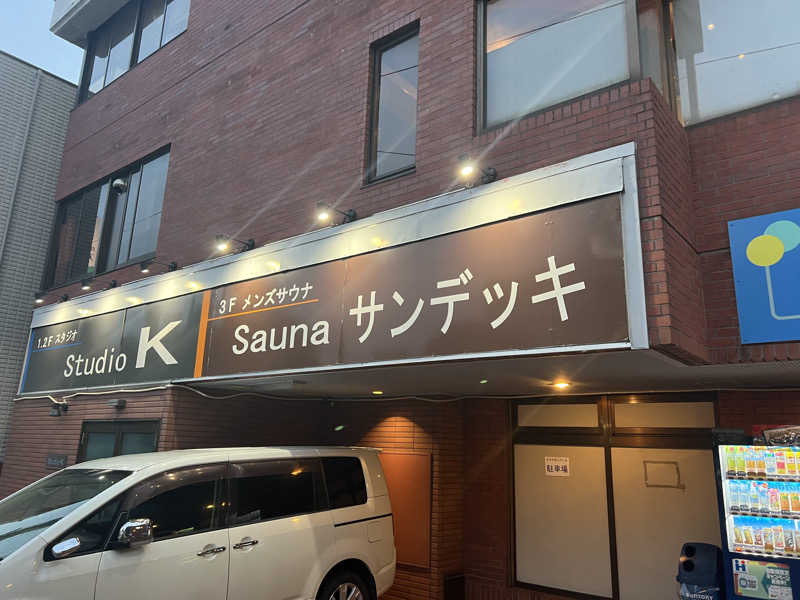 1.2F スタジオ
Studio K
3F メンズサウナ
Sauna サンデッキ
駐車場
SUNTORY